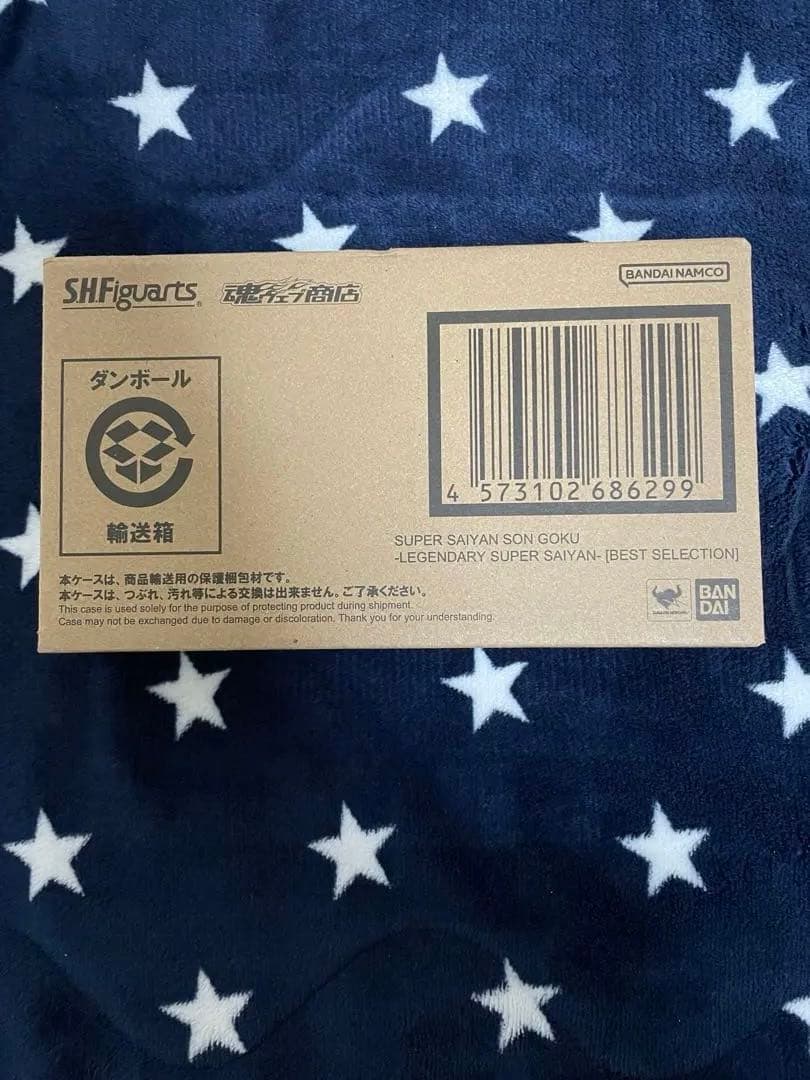 S.H.Figuarts® 魂ウェブ商店
BANDAI NAMCO
ダンボール
輸送箱
4 573102 686299
SUPER SAIYAN SON GOKU
-LEGENDARY SUPER SAIYAN- [BEST SELECTION]
本ケースは、商品輸送用の保護梱包材です。
本ケースは、つぶれ、汚れ等による交換は出来ません。ご了承ください。
This case is used solely for the purpose of protecting product during shipment.
Case may not be exchanged due to damage or discoloration. Thank you for your understanding.
BAN
DAI